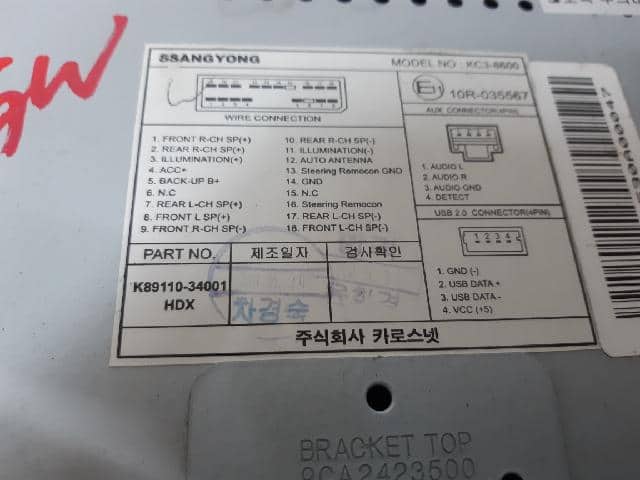 SSANGYONG
MODEL NO : KC3-8600
WIRE CONNECTION
10R-035567
AUX. CONNECTOR(4PIN)
1. FRONT R-CH SP(+)
2. REAR R-CH SP(+)
3. ILLUMINATION(+)
4. ACC+
5. BACK-UP B+
6. N.C
7. REAR L-CH SP(+)
8. FRONT L SP(+)
9. FRONT R-CH SP(-)
10. REAR R-CH SP(-)
11. ILLUMINATION(-)
12. AUTO ANTENNA
13. Steering Remocon GND
14. GND
15. N.C
16. Steering Remocon
17. REAR L-CH SP(-)
18. FRONT L-CH SP(-)
1. AUDIO L
2. AUDIO R
3. AUDIO GND
4. DETECT
USB 2.0 CONNECTOR(4PIN)
1 2 3 4
1. GND (-)
2. USB DATA+
3. USB DATA-
4. VCC (+5)
PART NO. 제조일자 검사확인
K89110-34001
HDX
차경숙
주식회사 카로스넷
BRACKET TOP
8CA2423500